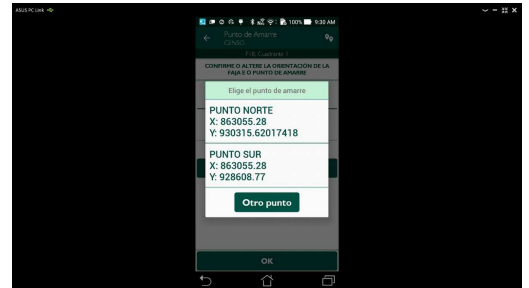 ASUS PC Link
100% 9:30 AM
Punto de Amarre
CENSO
CONFIRME O ALTERE LA ORIENTACIÓN DE LA
FAJA E O PUNTO DE AMARRE
Elige el punto de amarre
PUNTO NORTE
X: 863055.28
Y: 930315.62017418
PUNTO SUR
X: 863055.28
Y: 928608.77
Otro punto
OK